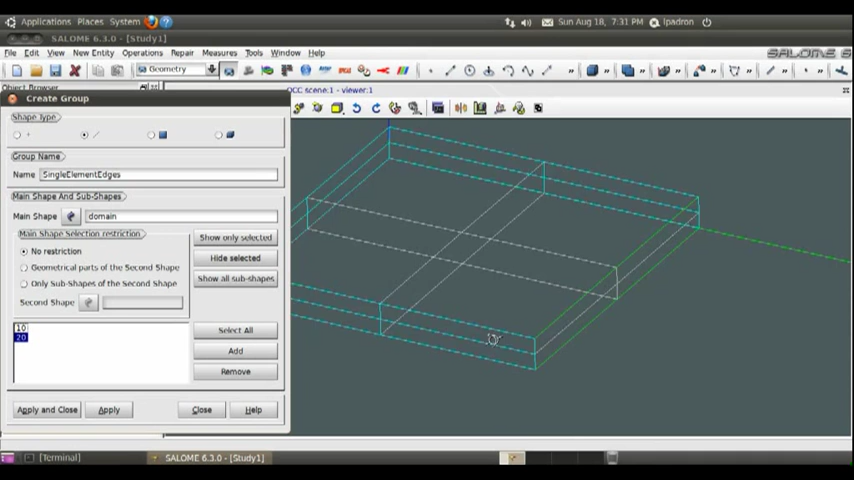 Applications Places System
Sun Aug 18, 7:31 PM lpadron
SALOME 6.3.0 - [Study1]
File Edit View New Entity Operations Repair Measures Tools Window Help
SALOME 6
Geometry
Object Browser
OCC scene:1 - viewer:1
Create Group
Shape Type
Group Name
Name SingleElementEdges
Main Shape And Sub-Shapes
Main Shape domain
Main Shape Selection restriction
No restriction
Geometrical parts of the Second Shape
Only Sub-Shapes of the Second Shape
Second Shape
Show only selected
Hide selected
Show all sub-shapes
10
20
Select All
Add
Remove
Apply and Close Apply Close Help
[Terminal] SALOME 6.3.0 - [Study1]